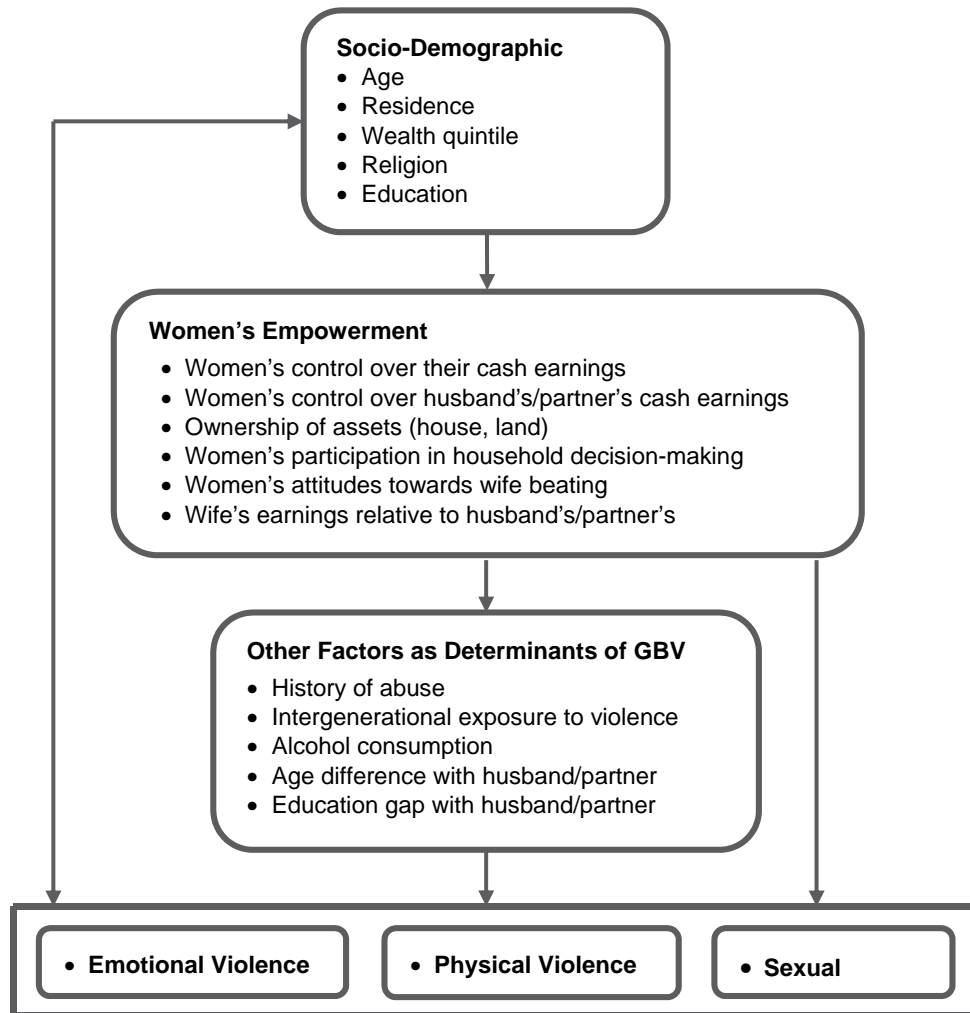 Socio-Demographic
• Age
• Residence
• Wealth quintile
• Religion
• Education
Women’s Empowerment
• Women’s control over their cash earnings
• Women’s control over husband’s/partner’s cash earnings
• Ownership of assets (house, land)
• Women’s participation in household decision-making
• Women’s attitudes towards wife beating
• Wife’s earnings relative to husband’s/partner’s
Other Factors as Determinants of GBV
• History of abuse
• Intergenerational exposure to violence
• Alcohol consumption
• Age difference with husband/partner
• Education gap with husband/partner
• Emotional Violence
• Physical Violence
• Sexual